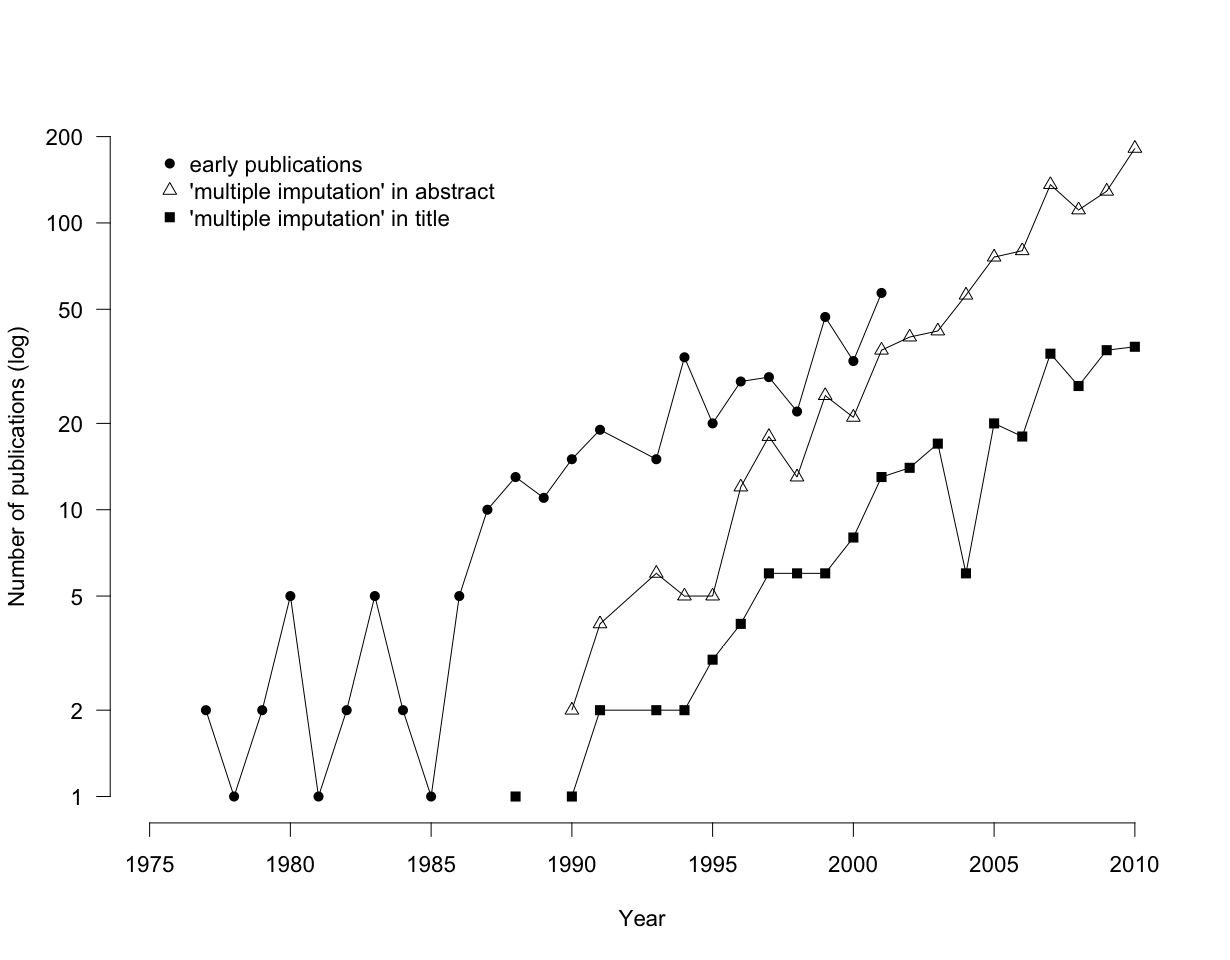 200
100
50
20
10
5
2
1
early publications
'multiple imputation' in abstract
'multiple imputation' in title
Number of publications (log)
1975 1980 1985 1990 1995 2000 2005 2010
Year